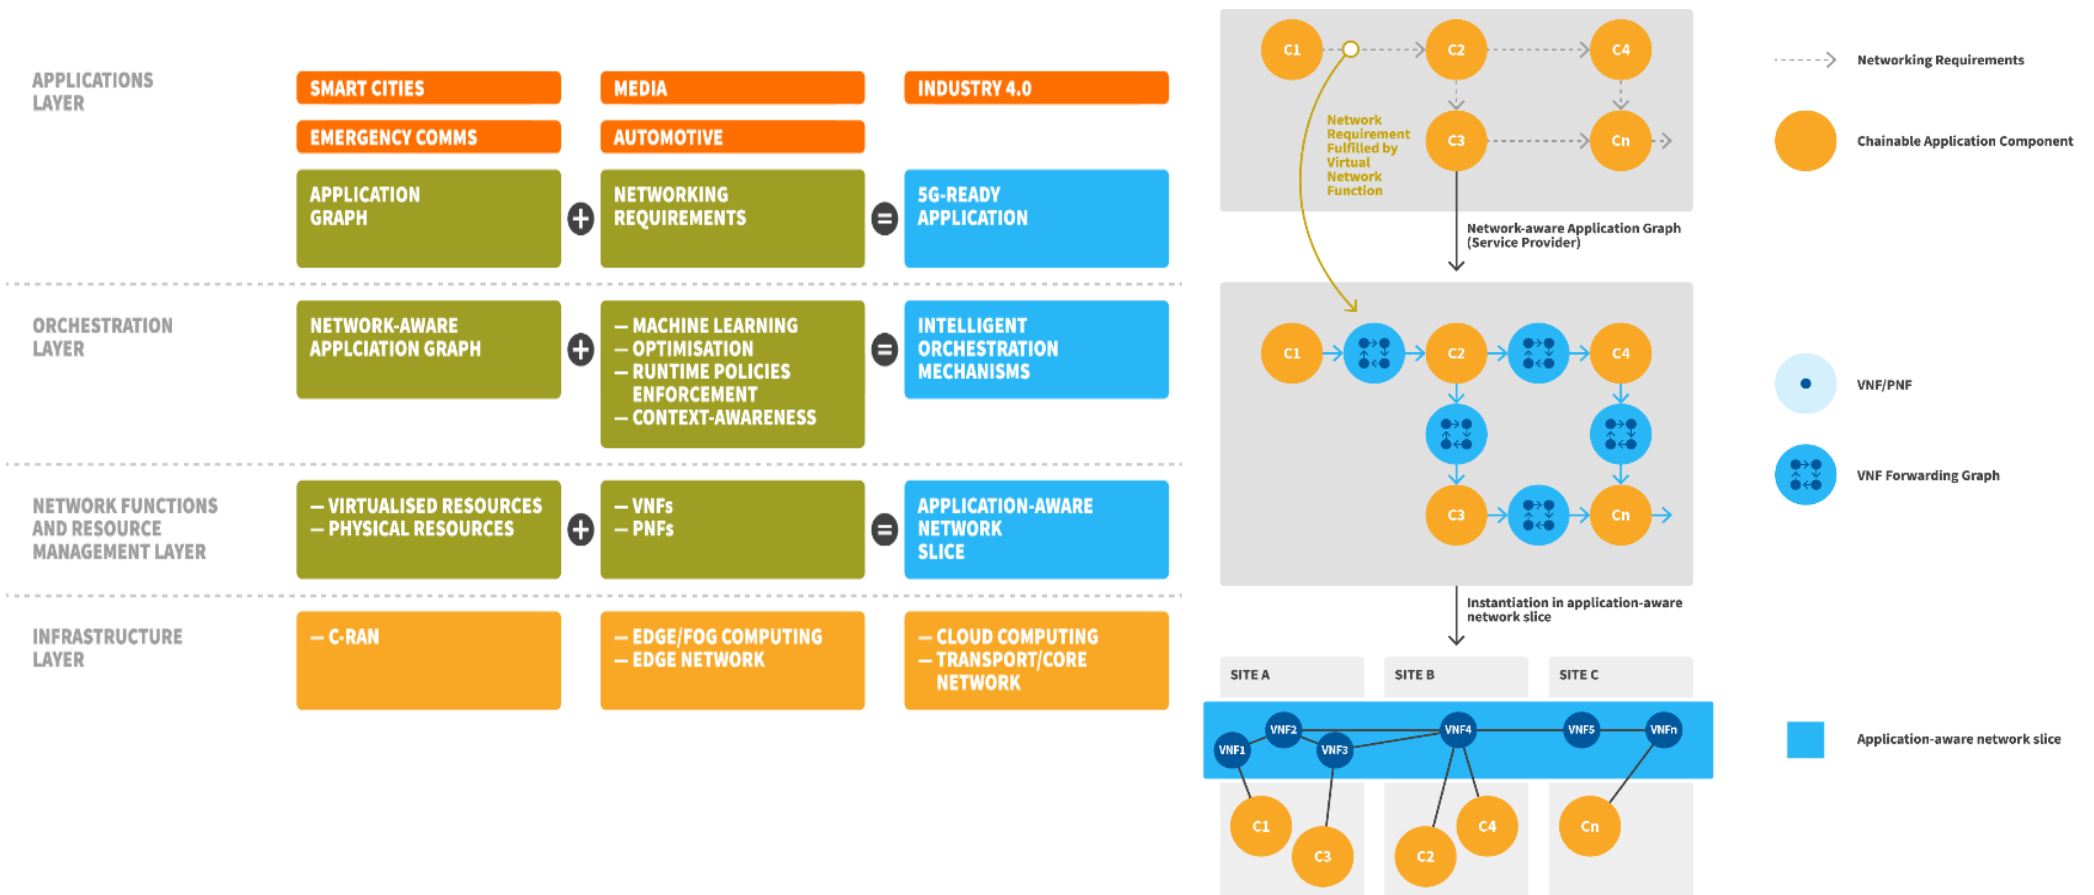 APPLICATIONS
LAYER
SMART CITIES
MEDIA
INDUSTRY 4.0
EMERGENCY COMMS
AUTOMOTIVE
APPLICATION
GRAPH
+
NETWORKING
REQUIREMENTS
=
5G-READY
APPLICATION
ORCHESTRATION
LAYER
NETWORK-AWARE
APPLCIATION GRAPH
+
— MACHINE LEARNING
— OPTIMISATION
— RUNTIME POLICIES
ENFORCEMENT
— CONTEXT-AWARENESS
=
INTELLIGENT
ORCHESTRATION
MECHANISMS
NETWORK FUNCTIONS
AND RESOURCE
MANAGEMENT LAYER
— VIRTUALISED RESOURCES
— PHYSICAL RESOURCES
+
— VNFs
— PNFs
=
APPLICATION-AWARE
NETWORK
SLICE
INFRASTRUCTURE
LAYER
— C-RAN
— EDGE/FOG COMPUTING
— EDGE NETWORK
— CLOUD COMPUTING
— TRANSPORT/CORE
NETWORK
C1
C2
C4
C3
Cn
Network
Requirement
Fulfilled by
Virtual
Network
Function
Network-aware Application Graph
(Service Provider)
C1
C2
C4
C3
Cn
Instantiation in application-aware
network slice
SITE A
SITE B
SITE C
VNF1
VNF2
VNF3
VNF4
VNF5
VNFn
C1
C3
C2
C4
Cn
Networking Requirements
Chainable Application Component
VNF/PNF
VNF Forwarding Graph
Application-aware network slice